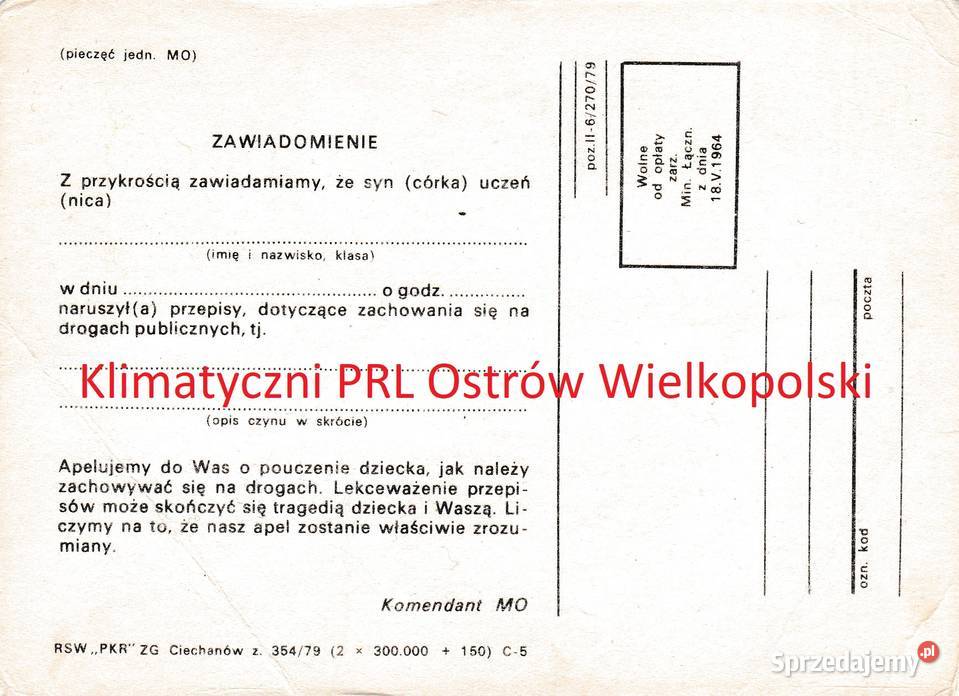 (pieczęć jedn. MO)
ZAWIADOMIENIE
Z przykrością zawiadamiamy, że syn (córka) uczeń
(nica)
(imię i nazwisko, klasa)
w dniu ........................................ o godz. ...............
naruszył(a) przepisy, dotyczące zachowania się na
drogach publicznych, tj.
Klimatyczni PRL Ostrów Wielkopolski
(opis czynu w skrócie)
Apelujemy do Was o pouczenie dziecka, jak należy
zachowywać się na drogach. Lekceważenie przepi-
sów może skończyć się tragedią dziecka i Waszą. Li-
czymy na to, że nasz apel zostanie właściwie zrozu-
miany.
Komendant MO
RSW „PKR" ZG Ciechanów z. 354/79 (2 × 300.000 + 150) C-5
poz.II-6/270/79
Wolne
od opłaty
zarz.
Min. Łączn.
z dnia
18.V.1964
poczta
ozn. kod
Sprzedajemy.pl